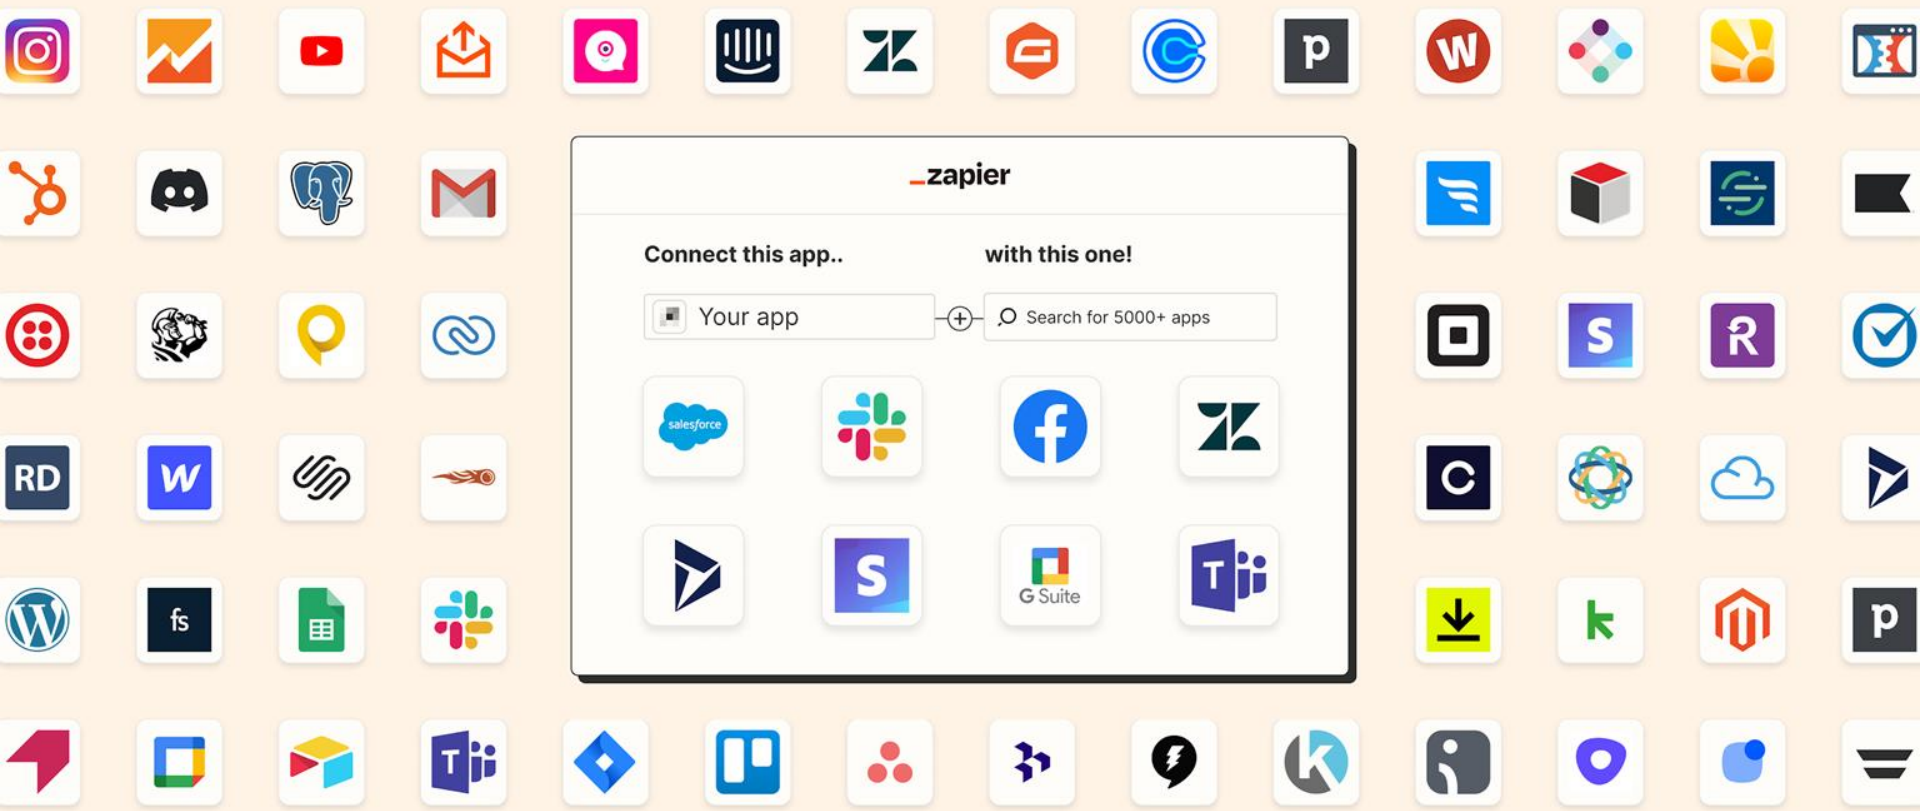 p
W
_zapier
Connect this app..
with this one!
Your app
Search for 5000+ apps
S
R
salesforce
RD
W
C
S
G Suite
T
W
fs
k
p
T
K